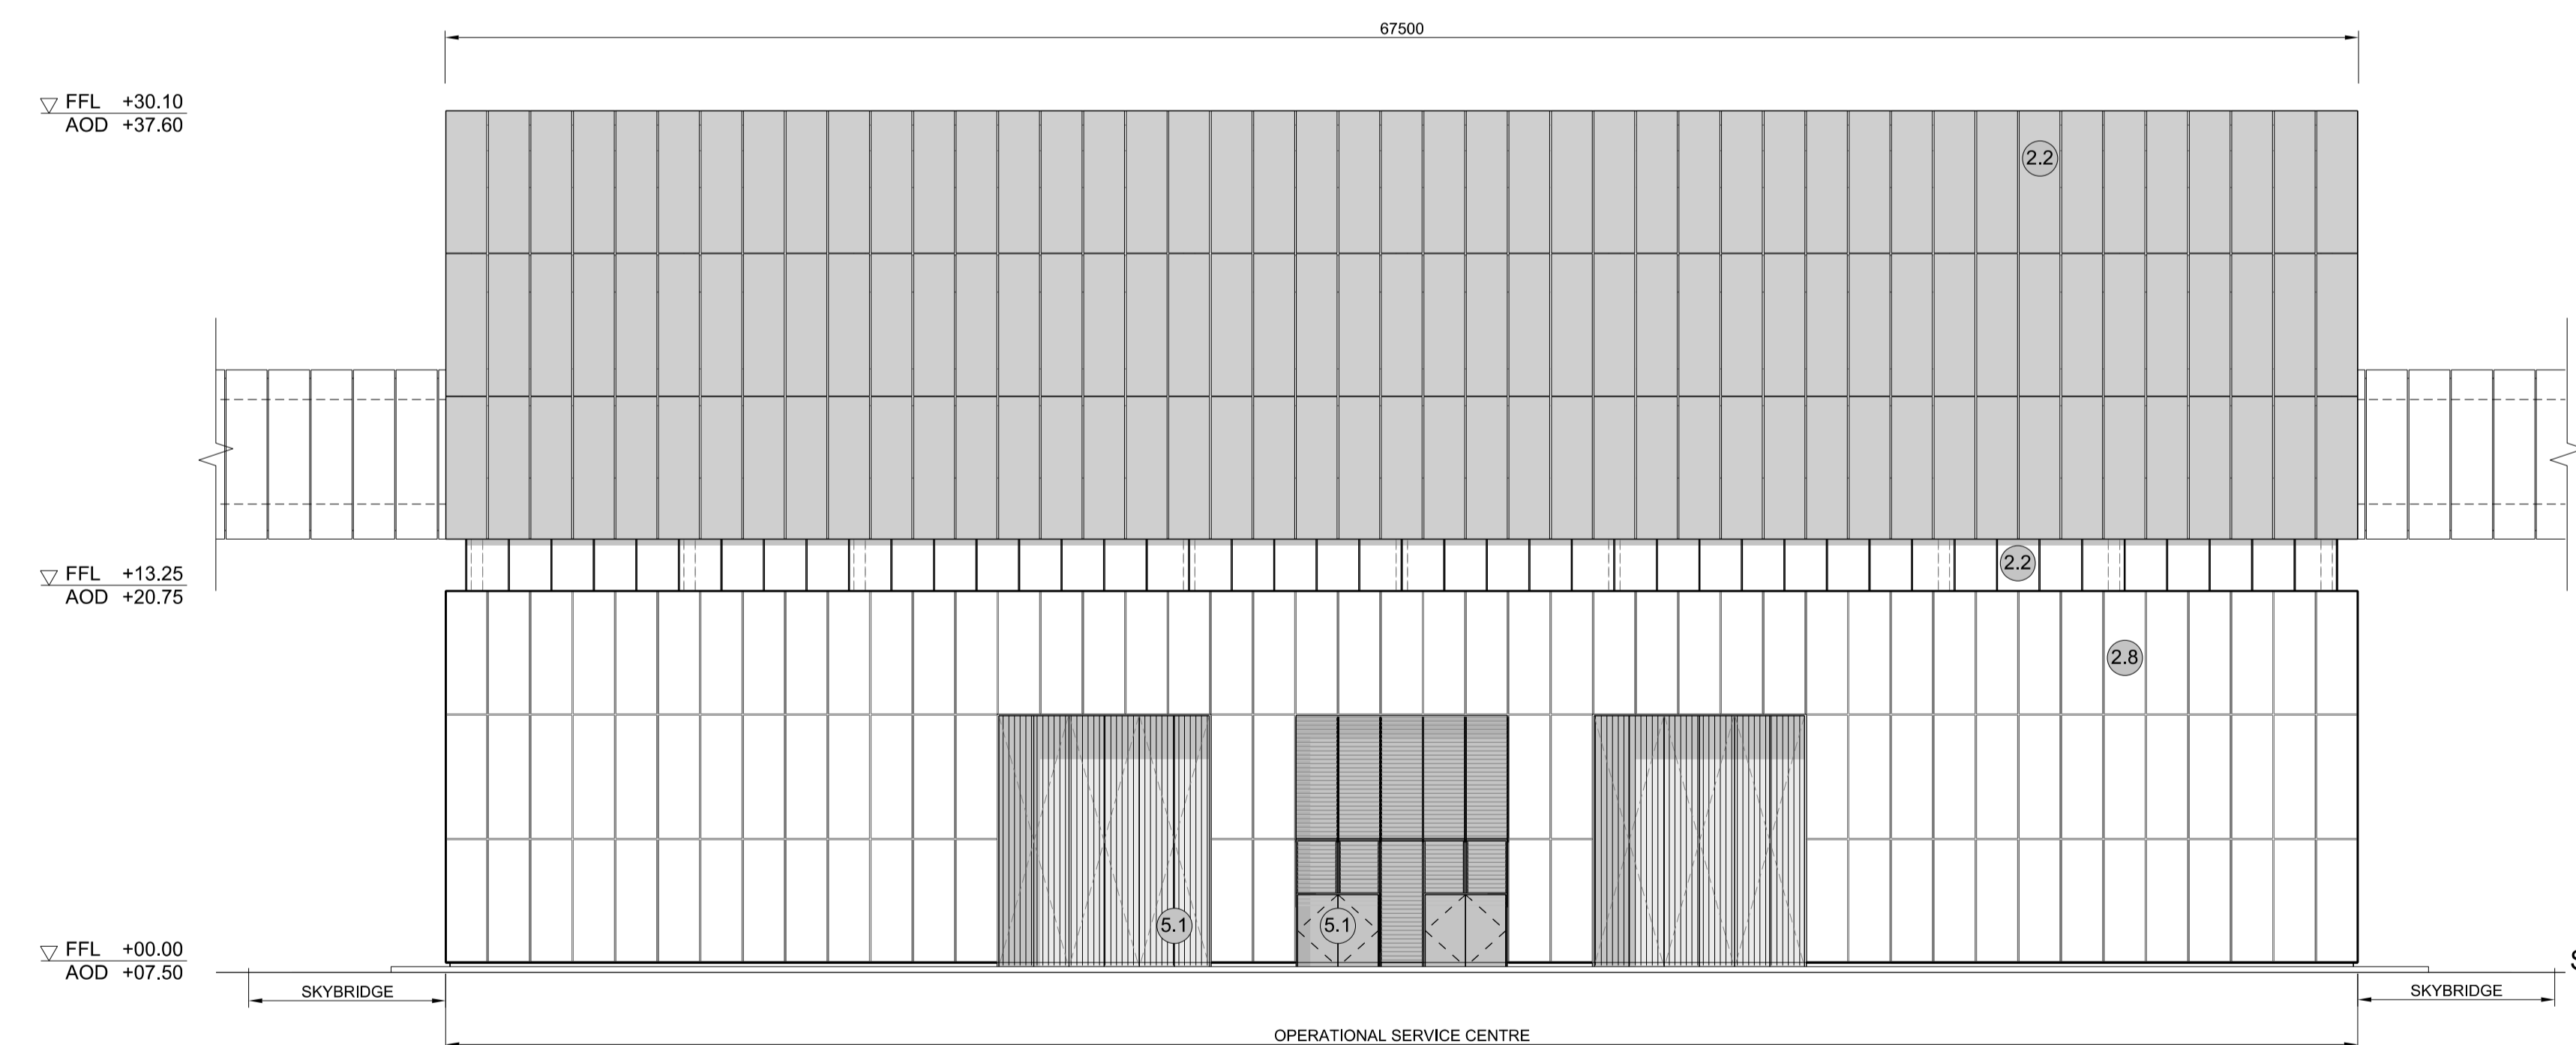 67500
FFL +30.10
AOD +37.60
2.2
FFL +13.25
AOD +20.75
2.2
2.8
5.1
5.1
FFL +00.00
AOD +07.50
S
SKYBRIDGE
SKYBRIDGE
OPERATIONAL SERVICE CENTRE